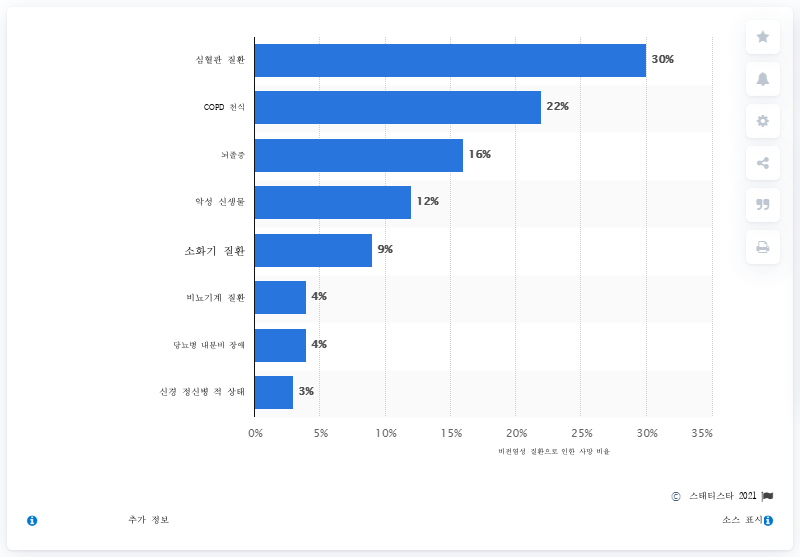 심혈관 질환
30%
COPD 천식
22%
뇌졸중
16%
악성 신생물
12%
소화기 질환
9%
비뇨기계 질환
4%
당뇨병 내분비 장애
4%
신경 정신병 적 상태
3%
0% 5% 10% 15% 20% 25% 30% 35%
비전염성 질환으로 인한 사망 비율
© 스태티스타 2021
추가 정보
소스 표시